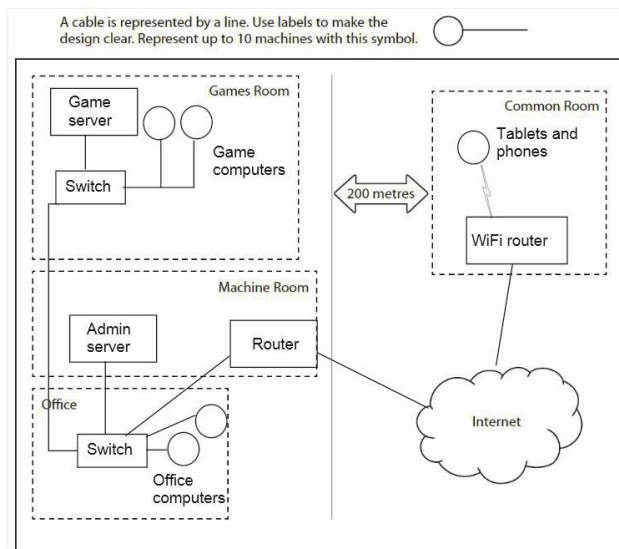 A cable is represented by a line. Use labels to make the
design clear. Represent up to 10 machines with this symbol.
Games Room
Game
server
Game
computers
Switch
Common Room
Tablets and
phones
200 metres
WiFi router
Machine Room
Admin
server
Router
Office
Switch
Office
computers
Internet